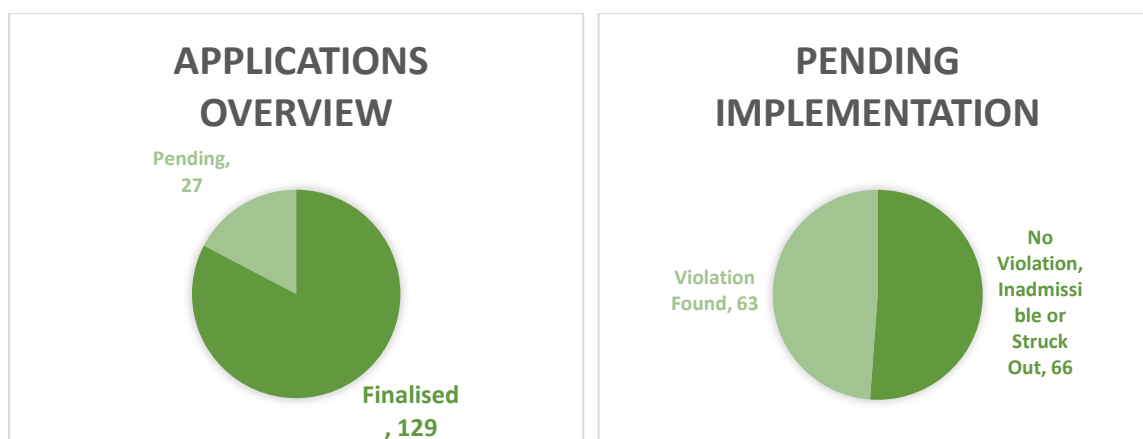 APPLICATIONS
OVERVIEW
Pending,
27
Finalised
, 129
PENDING
IMPLEMENTATION
Violation
Found, 63
No
Violation,
Inadmissi
ble or
Struck
Out, 66